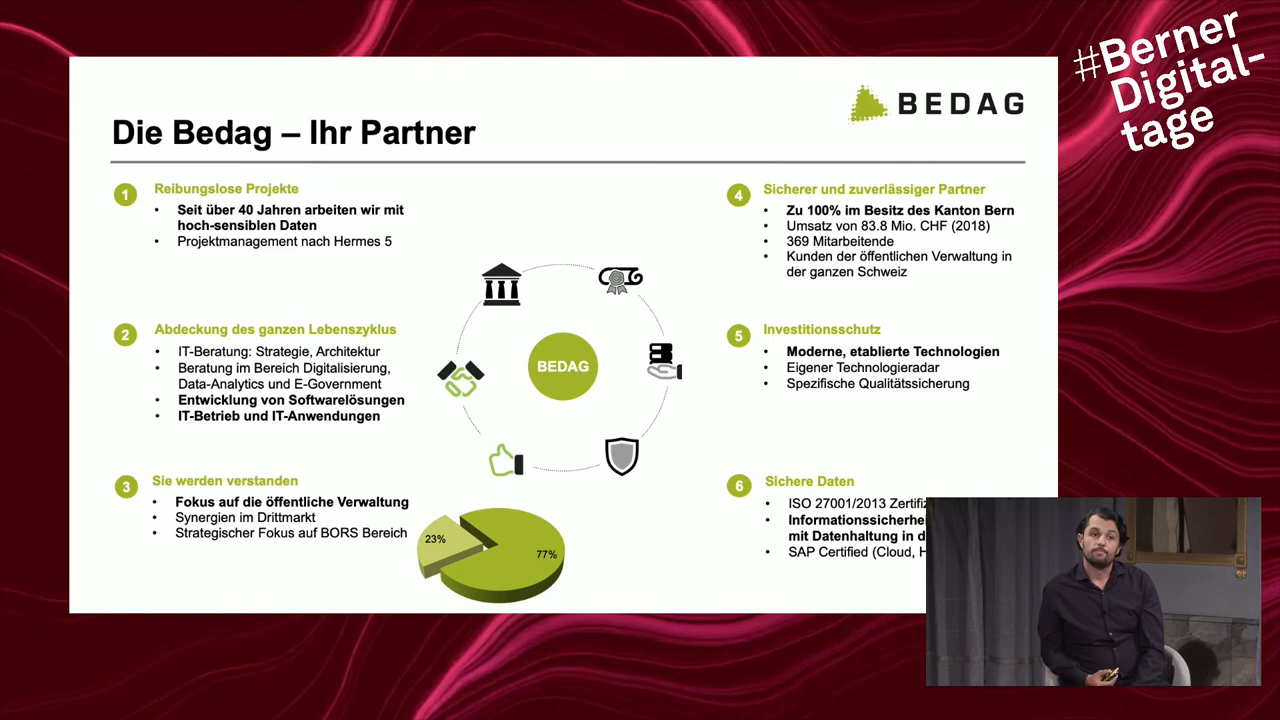 #Berner
Digital-
tage
BEDAG
Die Bedag – Ihr Partner
1
Reibungslose Projekte
• Seit über 40 Jahren arbeiten wir mit
hoch-sensiblen Daten
• Projektmanagement nach Hermes 5
2
Abdeckung des ganzen Lebenszyklus
• IT-Beratung: Strategie, Architektur
• Beratung im Bereich Digitalisierung,
Data-Analytics und E-Government
• Entwicklung von Softwarelösungen
• IT-Betrieb und IT-Anwendungen
3
Sie werden verstanden
• Fokus auf die öffentliche Verwaltung
• Synergien im Drittmarkt
• Strategischer Fokus auf BORS Bereich
BEDAG
23%
77%
4
Sicherer und zuverlässiger Partner
• Zu 100% im Besitz des Kanton Bern
• Umsatz von 83.8 Mio. CHF (2018)
• 369 Mitarbeitende
• Kunden der öffentlichen Verwaltung in
der ganzen Schweiz
5
Investitionsschutz
• Moderne, etablierte Technologien
• Eigener Technologieradar
• Spezifische Qualitätssicherung
6
Sichere Daten
• ISO 27001/2013
•
mit Datenhaltung in
• SAP Certified (Cloud,